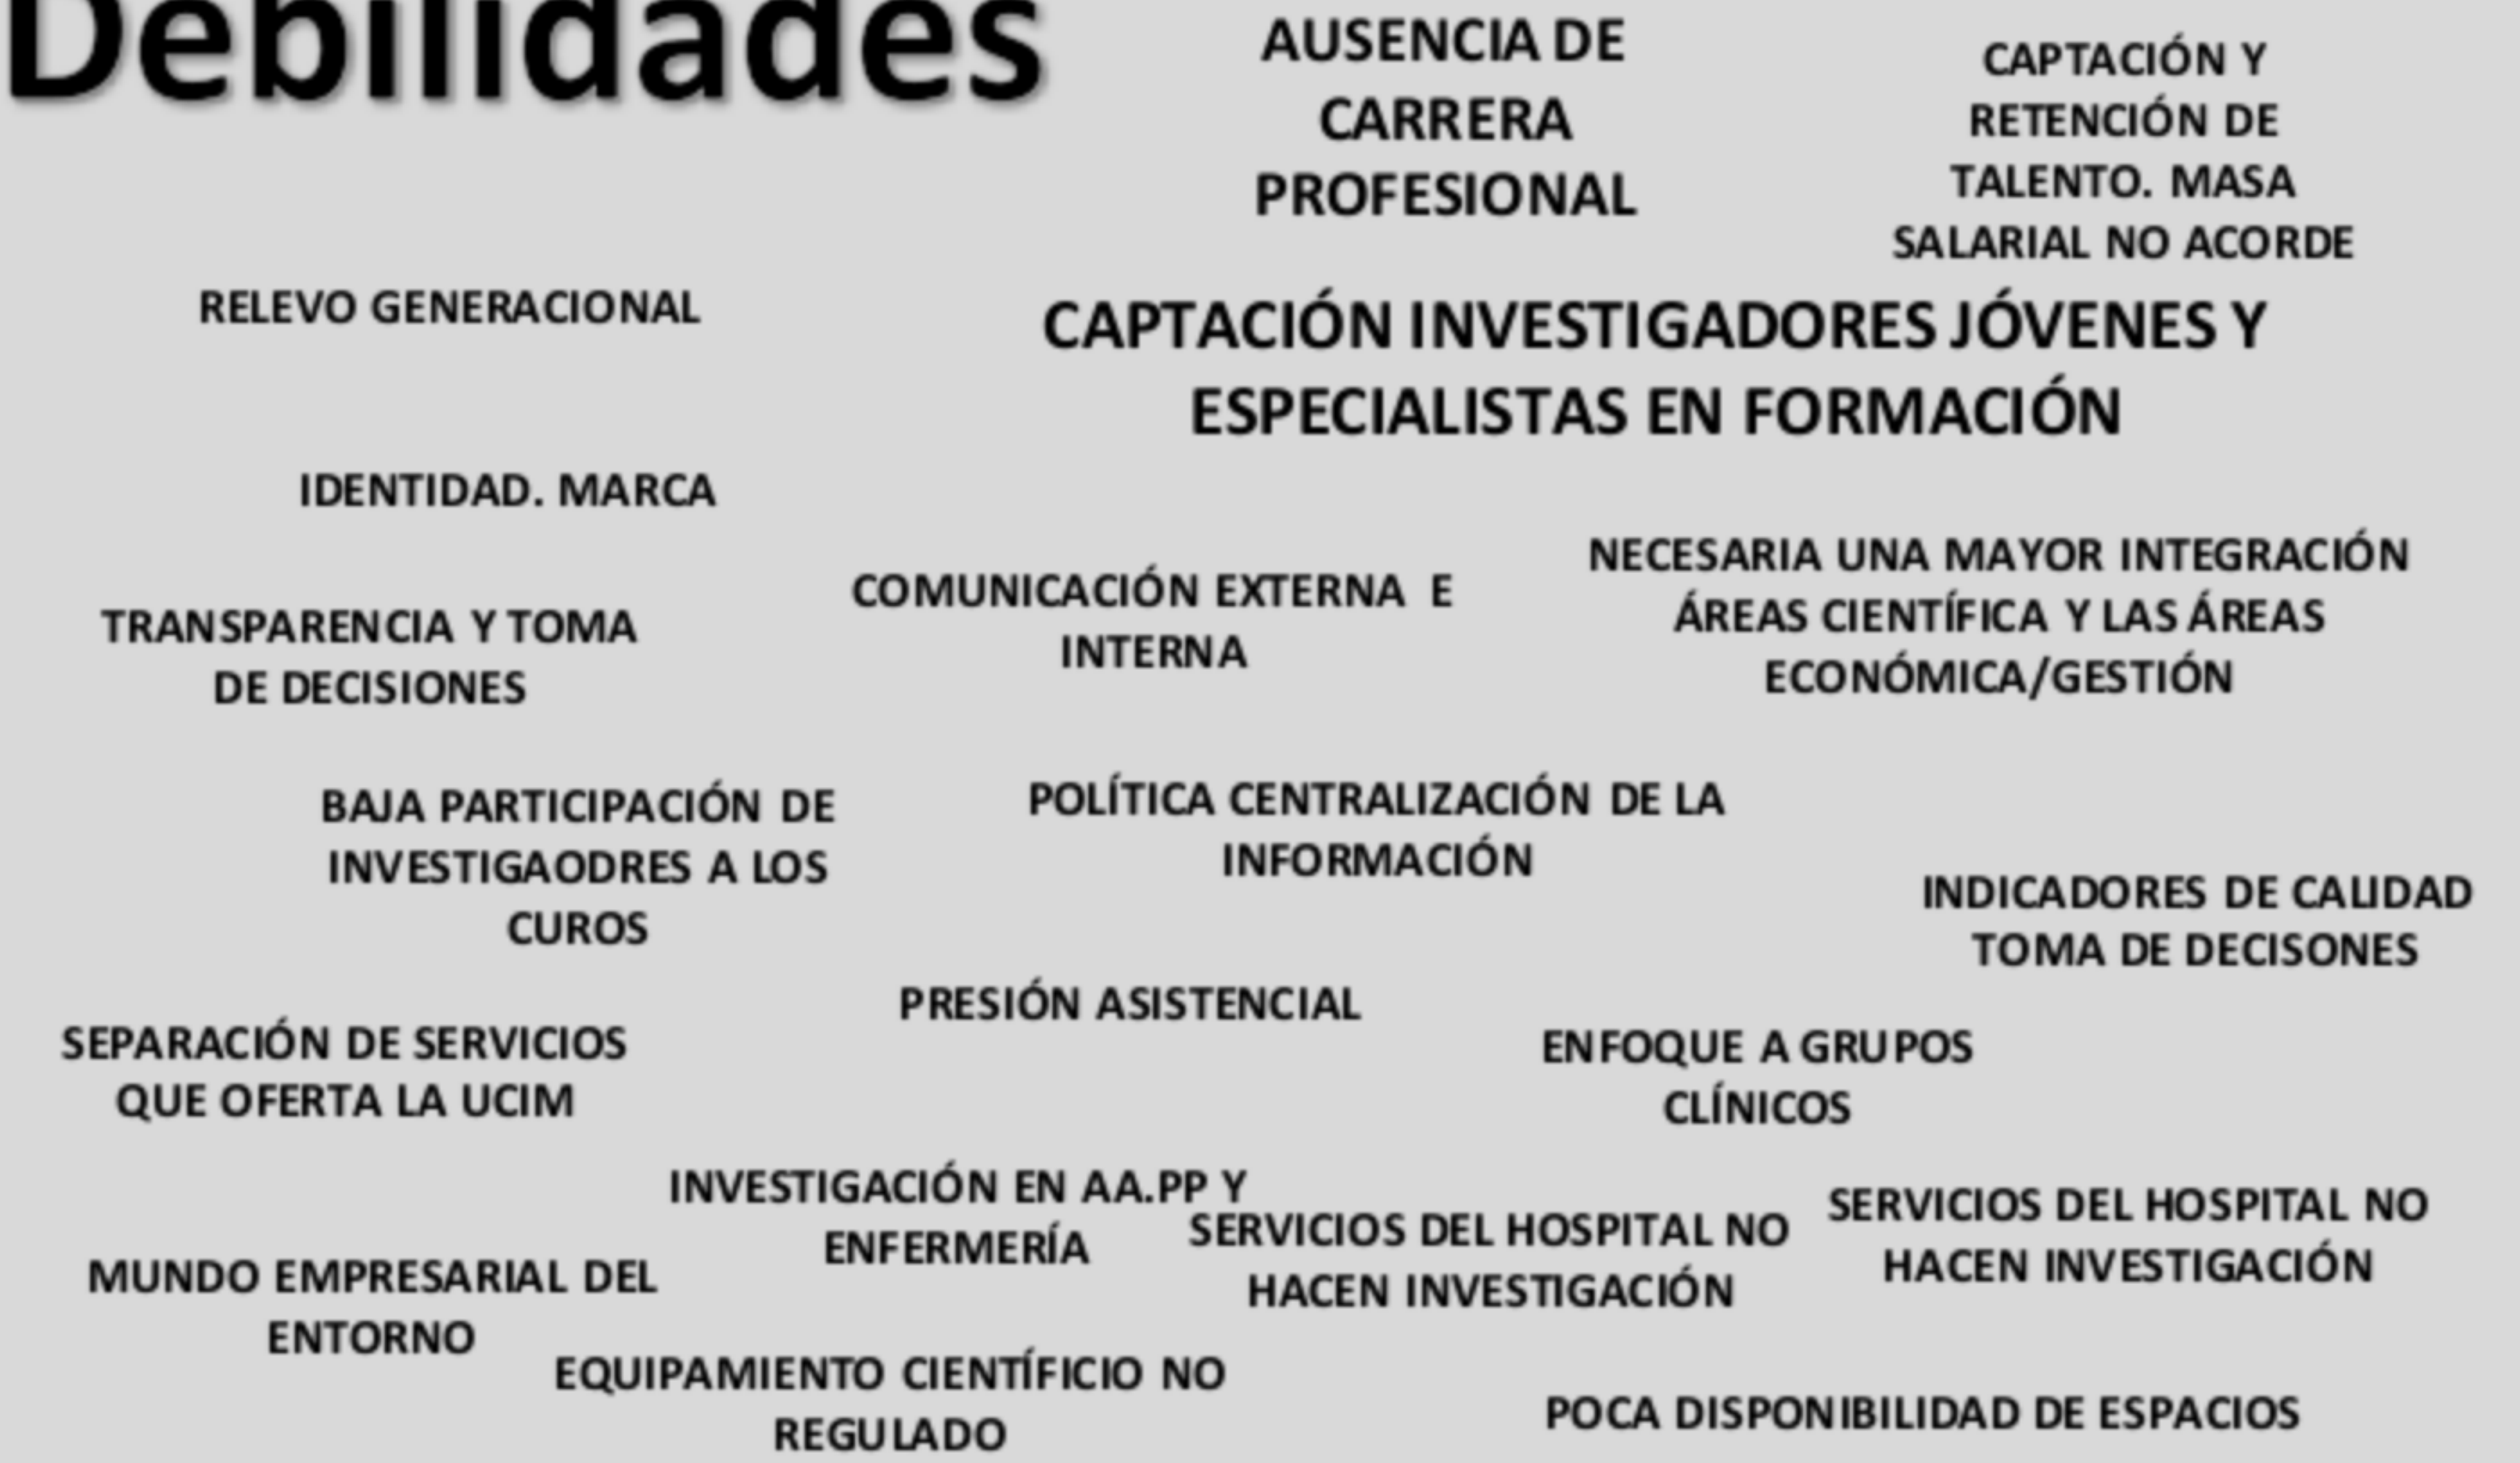 Debilidades
AUSENCIA DE
CARRERA
PROFESIONAL
CAPTACIÓN Y
RETENCIÓN DE
TALENTO. MASA
SALARIAL NO ACORDE
RELEVO GENERACIONAL
CAPTACIÓN INVESTIGADORES JÓVENES Y
ESPECIALISTAS EN FORMACIÓN
IDENTIDAD. MARCA
COMUNICACIÓN EXTERNA E
INTERNA
NECESARIA UNA MAYOR INTEGRACIÓN
ÁREAS CIENTÍFICA Y LAS ÁREAS
ECONÓMICA/GESTIÓN
TRANSPARENCIA Y TOMA
DE DECISIONES
BAJA PARTICIPACIÓN DE
INVESTIGAODRES A LOS
CUROS
POLÍTICA CENTRALIZACIÓN DE LA
INFORMACIÓN
INDICADORES DE CALIDAD
TOMA DE DECISONES
PRESIÓN ASISTENCIAL
SEPARACIÓN DE SERVICIOS
QUE OFERTA LA UCIM
ENFOQUE A GRUPOS
CLÍNICOS
INVESTIGACIÓN EN AA.PP Y
ENFERMERÍA
SERVICIOS DEL HOSPITAL NO
HACEN INVESTIGACIÓN
SERVICIOS DEL HOSPITAL NO
HACEN INVESTIGACIÓN
MUNDO EMPRESARIAL DEL
ENTORNO
EQUIPAMIENTO CIENTÍFICIO NO
REGULADO
POCA DISPONIBILIDAD DE ESPACIOS